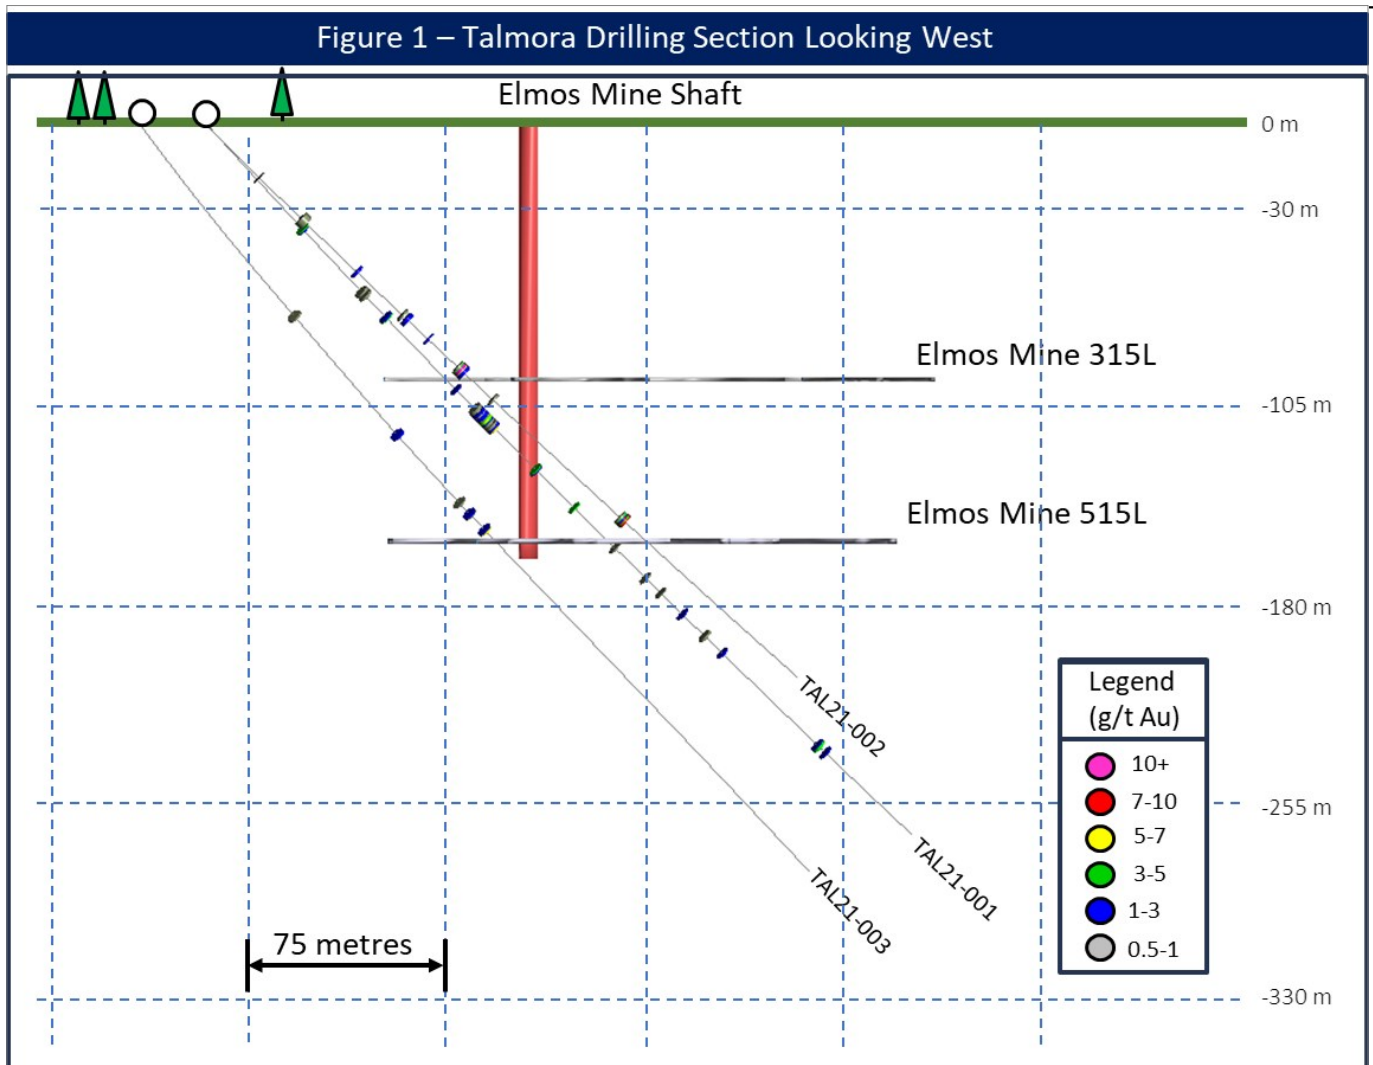 Figure 1 – Talmora Drilling Section Looking West
Elmos Mine Shaft
0 m
-30 m
Elmos Mine 315L
-105 m
Elmos Mine 515L
-180 m
TAL21-002
-255 m
TAL21-001
TAL21-003
75 metres
-330 m
Legend
(g/t Au)
10+
7-10
5-7
3-5
1-3
0.5-1